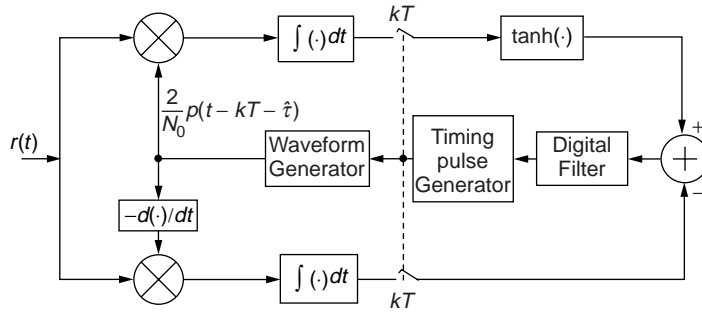 kT
∫(·)dt
tanh(·)
2/N₀ p(t – kT – τ̂)
+
r(t)
Waveform
Generator
Timing
pulse
Generator
Digital
Filter
+
−
–d(·)/dt
∫(·)dt
kT